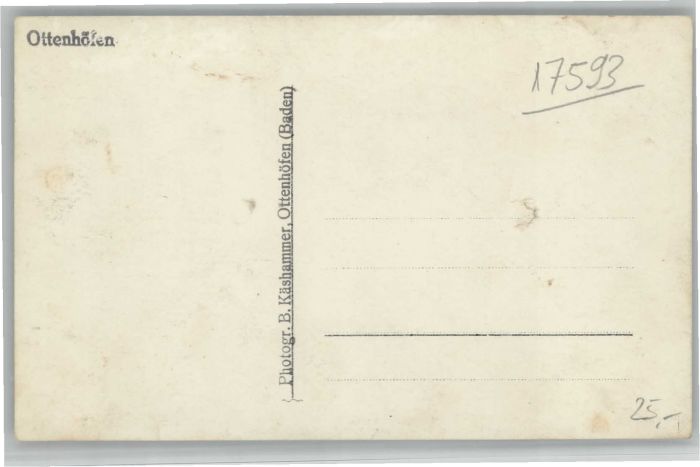 Ottenhöfen
17593
Photogr. B. Käshammer, Ottenhöfen (Baden)
25,-